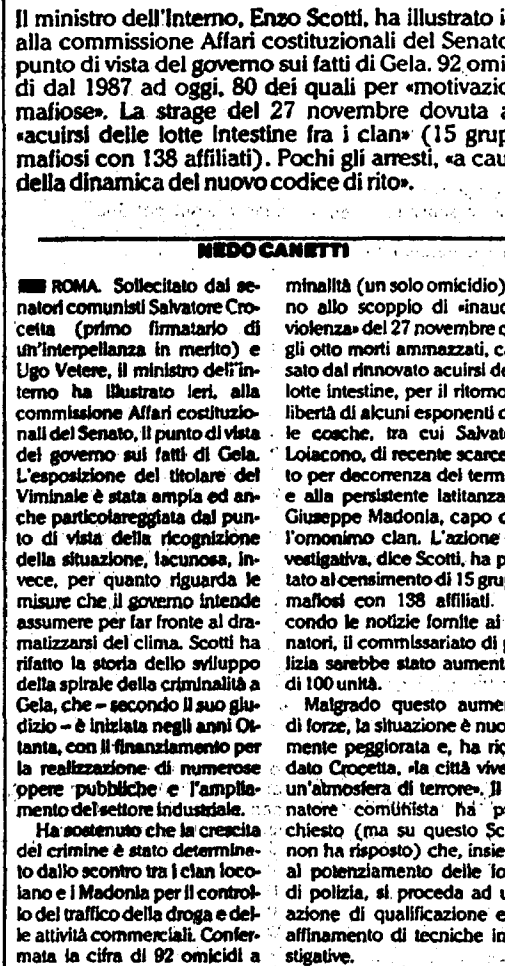 Il ministro dell'Interno, Enzo Scotti, ha illustrato i
alla commissione Affari costituzionali del Senato
punto di vista del governo sui fatti di Gela. 92 omi
di dal 1987 ad oggi, 80 dei quali per «motivazio
mafiose». La strage del 27 novembre dovuta a
«acuirsi delle lotte intestine fra i clan» (15 grup
mafiosi con 138 affiliati). Pochi gli arresti, «a cau
della dinamica del nuovo codice di rito».
NEDO CANETTI
ROMA. Sollecitato dai se-
natori comunisti Salvatore Cro-
cetta (primo firmatario di
un'interpellanza in merito) e
Ugo Vetere, il ministro dell'in-
terno ha illustrato ieri, alla
commissione Affari costituzio-
nali del Senato, il punto di vista
del governo sui fatti di Gela.
L'esposizione del titolare del
Viminale è stata ampia ed an-
che particolareggiata dal pun-
to di vista della ricognizione
della situazione, lacunosa, in-
vece, per quanto riguarda le
misure che il governo intende
assumere per far fronte al dra-
matizzarsi del clima. Scotti ha
rifatto la storia dello sviluppo
della spirale della criminalità a
Gela, che – secondo il suo giu-
dizio – è iniziata negli anni Ot-
tanta, con il finanziamento per
la realizzazione di numerose
opere pubbliche e l'amplia-
mento del settore industriale.
Ha sostenuto che la crescita
del crimine è stato determina-
to dallo scontro tra i clan Ioco-
lano e i Madonia per il control-
lo del traffico della droga e del-
le attività commerciali. Confer-
mata la cifra di 92 omicidi a
minalità (un solo omicidio)
no allo scoppio di «inaud
violenza» del 27 novembre c
gli otto morti ammazzati, c
sato dal rinnovato acuirsi de
lotte intestine, per il ritorno
libertà di alcuni esponenti d
le cosche, tra cui Salvat
Loiacono, di recente scarce
to per decorrenza dei term
e alla persistente latitanza
Giuseppe Madonia, capo d
l'omonimo clan. L'azione
vestigativa, dice Scotti, ha p
tato al censimento di 15 gru
mafiosi con 138 affiliati.
condo le notizie fornite ai
natori, il commissariato di p
lizia sarebbe stato aument
di 100 unità.
Malgrado questo aume
di forze, la situazione è nuo
mente peggiorata e, ha ric
dato Crocetta, «la città vive
un'atmosfera di terrore». Il
natore comunista ha p
chiesto (ma su questo Sc
non ha risposto) che, insie
al potenziamento delle fo
di polizia, si proceda ad u
azione di qualificazione e
affinamento di tecniche in
stigative.